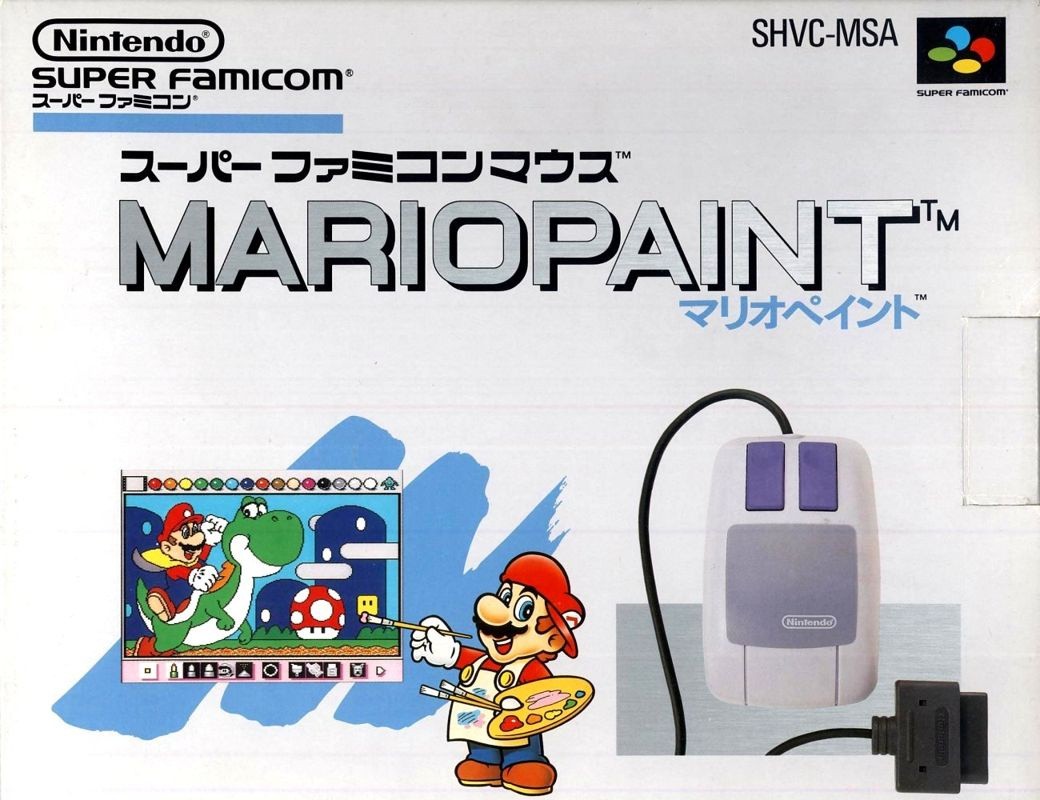 Nintendo®
SUPER FAMICOM®
スーパーファミコン®
SHVC-MSA
SUPER FAMICOM™
スーパーファミコンマウス™
MARIOPAINT™
マリオペイント™
Nintendo
Nintendo